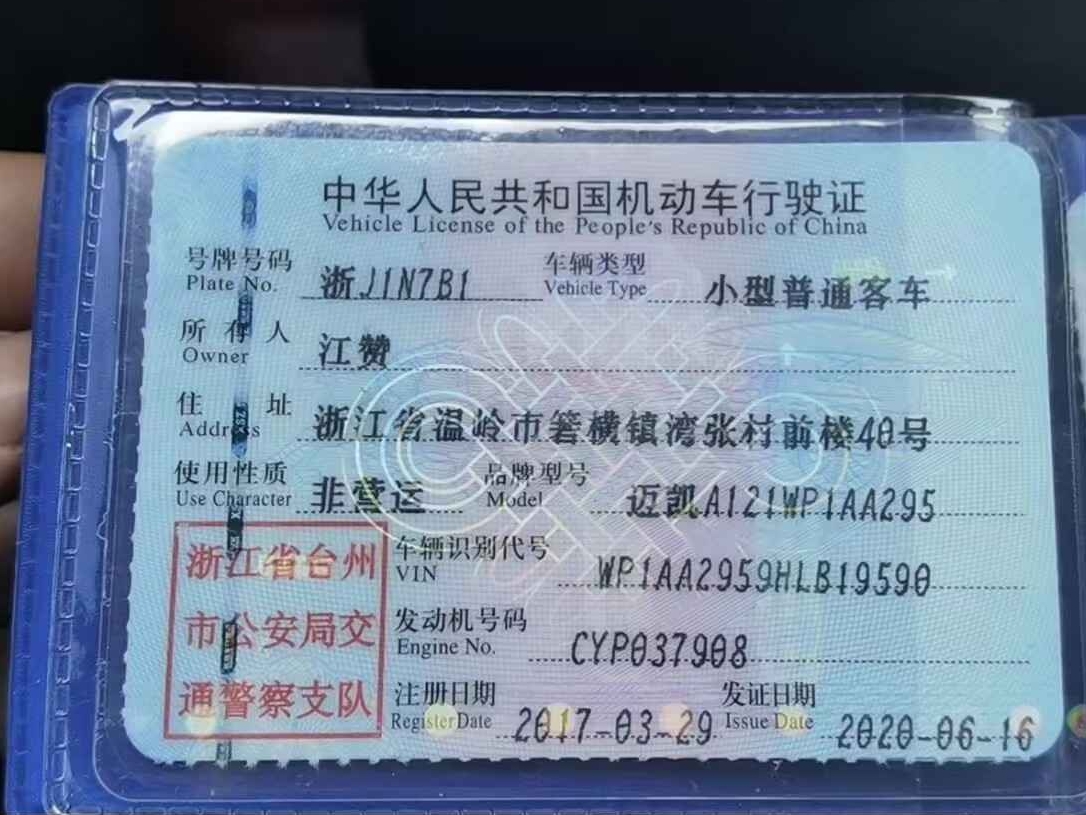 中华人民共和国机动车行驶证
Vehicle License of the People's Republic of China
号牌号码 浙J1N7B1 车辆类型 小型普通客车
Plate No. Vehicle Type
所有人 江赞
Owner
住址 浙江省温岭市箬横镇湾张村前楼40号
Address
使用性质 非营运 品牌型号 迈凯A121WP1AA295
Use Character Model
浙江省台州
市公安局交
通警察支队
车辆识别代号 WP1AA2959HLB19590
VIN
发动机号码 CYP037908
Engine No.
注册日期 2017-03-29 发证日期 2020-06-16
Register Date Issue Date